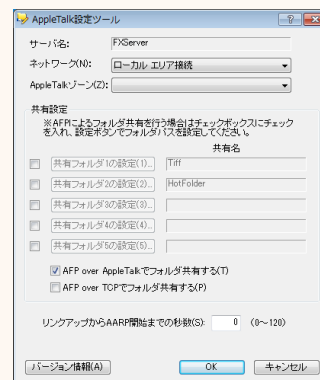 AppleTalk設定ツール
サーバ名: FXServer
ネットワーク(N): ローカル エリア接続
AppleTalkゾーン(Z):
共有設定
※AFPによるフォルダ共有を行う場合はチェックボックスにチェック
を入れ、設定ボタンでフォルダパスを設定してください。
共有名
共有フォルダ1の設定(1)... Tiff
共有フォルダ2の設定(2)... HotFolder
共有フォルダ3の設定(3)...
共有フォルダ4の設定(4)...
共有フォルダ5の設定(5)...
AFP over AppleTalkでフォルダ共有する(T)
AFP over TCPでフォルダ共有する(P)
リンクアップからAARP開始までの秒数(S): 0 (0~120)
バージョン情報(A) OK キャンセル